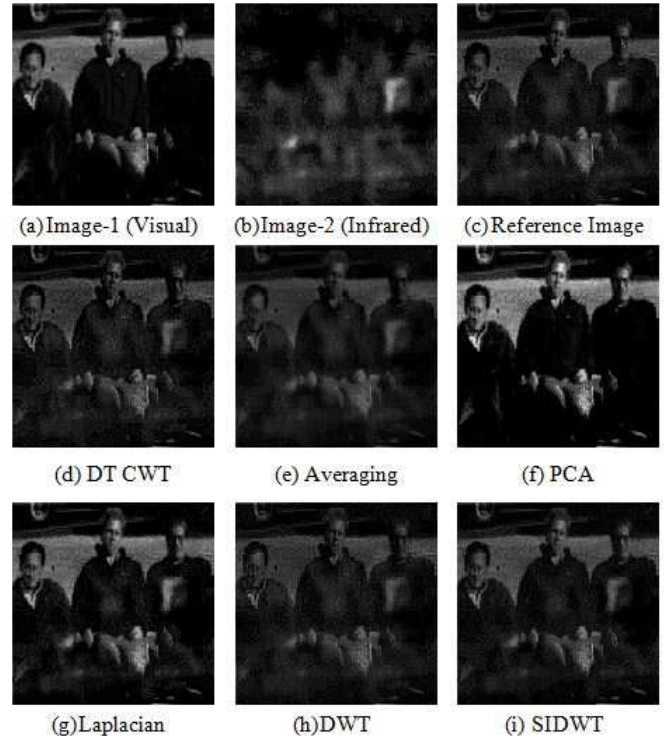 (a) Image-1 (Visual) (b)Image-2 (Infrared) (c) Reference Image
(d) DT CWT (e) Averaging (f) PCA
(g)Laplacian (h)DWT (i) SIDWT